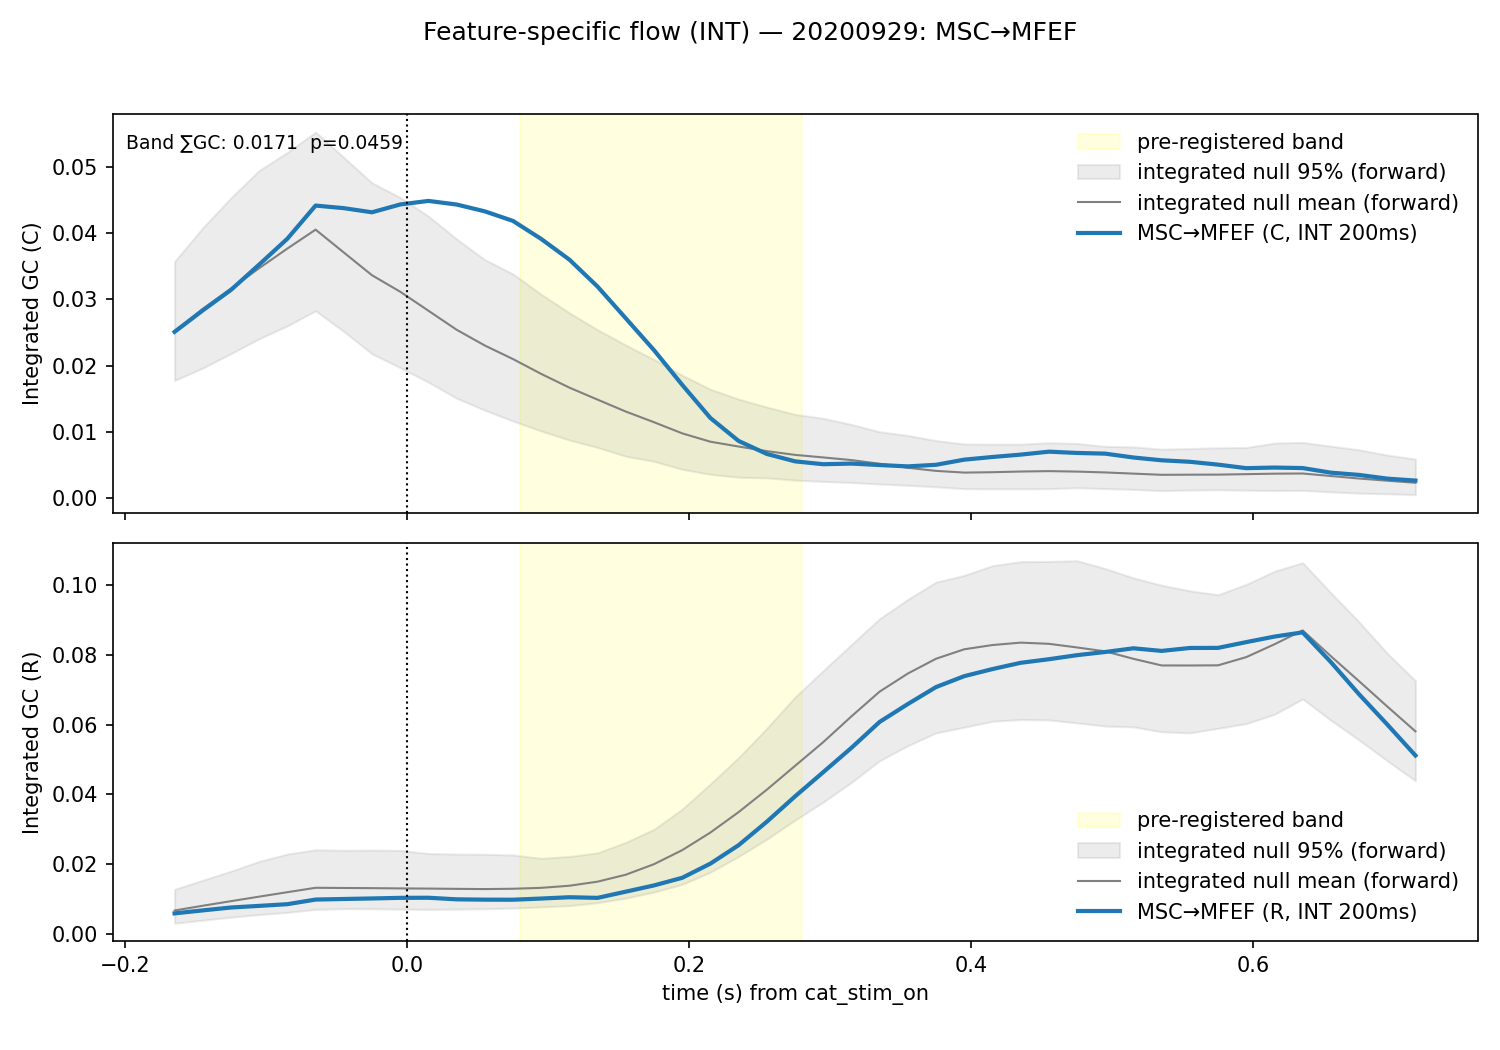 Feature-specific flow (INT) — 20200929: MSC→MFEF
Band ∑GC: 0.0171  p=0.0459
pre-registered band
integrated null 95% (forward)
integrated null mean (forward)
MSC→MFEF (C, INT 200ms)
Integrated GC (C)
0.05
0.04
0.03
0.02
0.01
0.00
Integrated GC (R)
0.10
0.08
0.06
0.04
0.02
0.00
pre-registered band
integrated null 95% (forward)
integrated null mean (forward)
MSC→MFEF (R, INT 200ms)
−0.2 0.0 0.2 0.4 0.6
time (s) from cat_stim_on